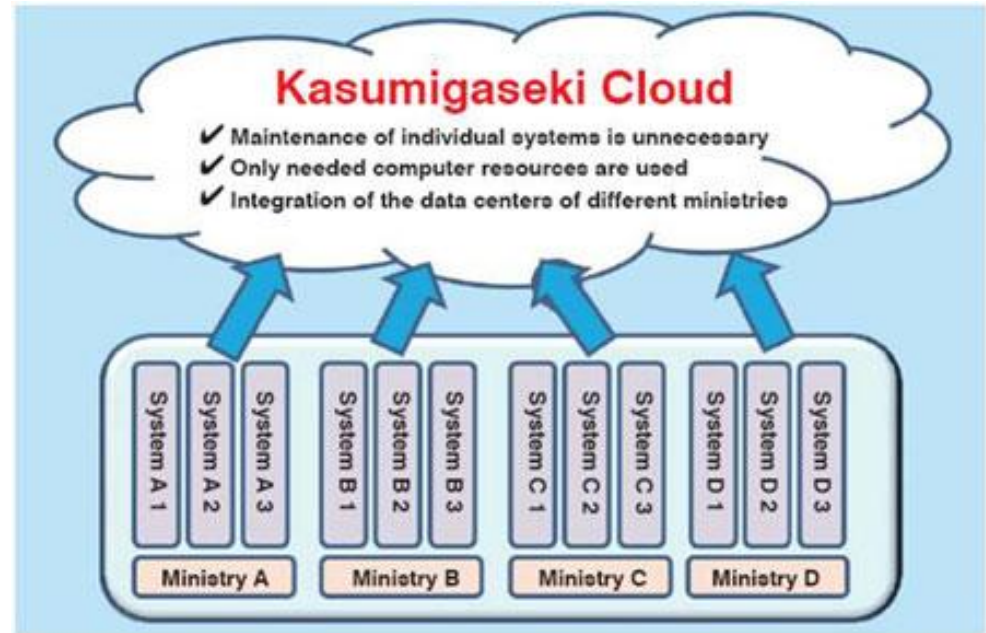 Kasumigaseki Cloud
✔ Maintenance of individual systems is unnecessary
✔ Only needed computer resources are used
✔ Integration of the data centers of different ministries
System A 1
System A 2
System A 3
System B 1
System B 2
System B 3
System C 1
System C 2
System C 3
System D 1
System D 2
System D 3
Ministry A
Ministry B
Ministry C
Ministry D